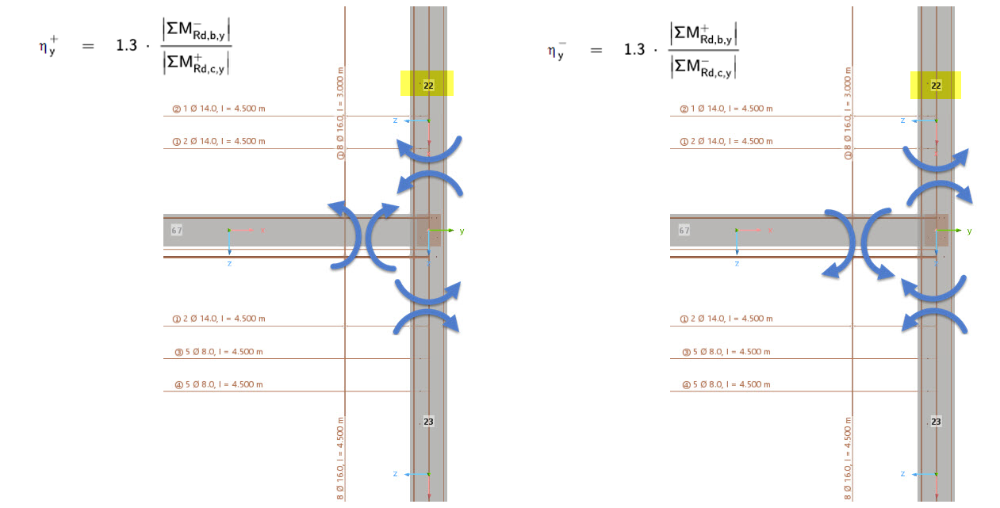 η⁺y = 1.3 · |ΣM⁻Rd,b,y| / |ΣM⁺Rd,c,y|
22
① 8 Ø 16.0, l = 3.000 m
② 1 Ø 14.0, l = 4.500 m
z
① 2 Ø 14.0, l = 4.500 m
67
x
y
z
z
① 2 Ø 14.0, l = 4.500 m
③ 5 Ø 8.0, l = 4.500 m
④ 5 Ø 8.0, l = 4.500 m
23
8 Ø 16.0, l = 4.500 m
z
η⁻y = 1.3 · |ΣM⁺Rd,b,y| / |ΣM⁻Rd,c,y|
22
① 8 Ø 16.0, l = 3.000 m
② 1 Ø 14.0, l = 4.500 m
z
① 2 Ø 14.0, l = 4.500 m
67
x
y
z
z
① 2 Ø 14.0, l = 4.500 m
③ 5 Ø 8.0, l = 4.500 m
④ 5 Ø 8.0, l = 4.500 m
23
8 Ø 16.0, l = 4.500 m
z